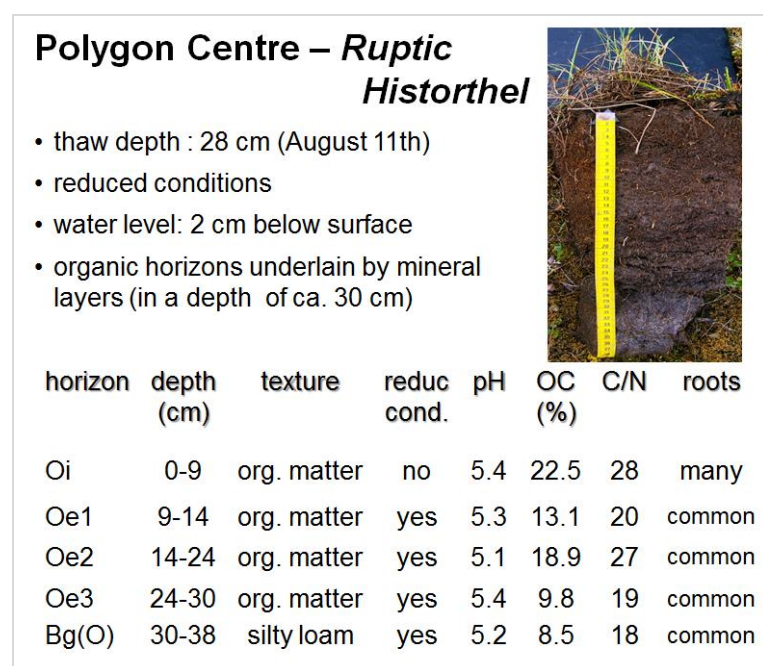 Polygon Centre – Ruptic
Historthel
• thaw depth : 28 cm (August 11th)
• reduced conditions
• water level: 2 cm below surface
• organic horizons underlain by mineral
layers (in a depth of ca. 30 cm)
horizon depth texture reduc pH OC C/N roots
(cm) cond. (%)
Oi 0-9 org. matter no 5.4 22.5 28 many
Oe1 9-14 org. matter yes 5.3 13.1 20 common
Oe2 14-24 org. matter yes 5.1 18.9 27 common
Oe3 24-30 org. matter yes 5.4 9.8 19 common
Bg(O) 30-38 silty loam yes 5.2 8.5 18 common